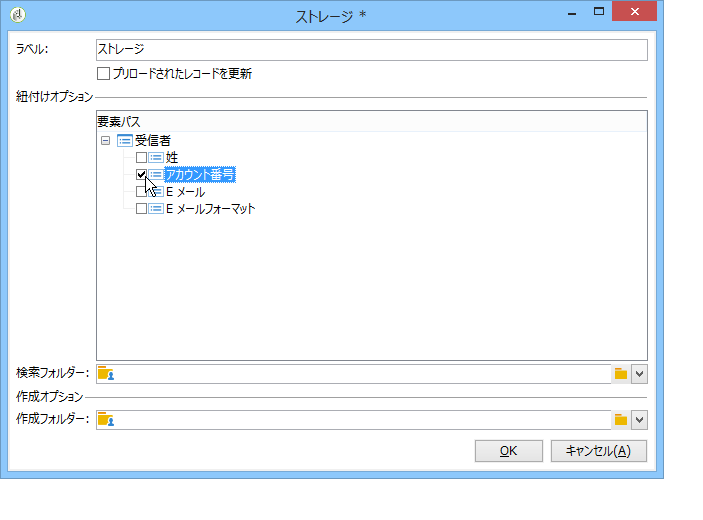 ストレージ *
ラベル:
ストレージ
プリロードされたレコードを更新
紐付けオプション
要素パス
受信者
姓
アカウント番号
E メール
E メールフォーマット
検索フォルダー:
作成オプション
作成フォルダー:
OK
キャンセル(A)